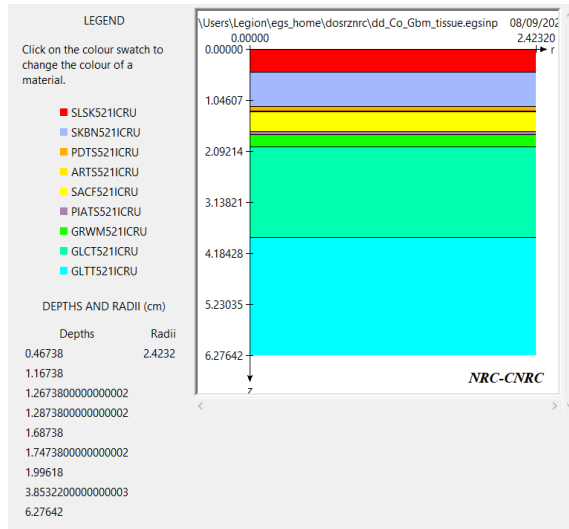 LEGEND
Click on the colour swatch to
change the colour of a
material.
SLSK521ICRU
SKBN521ICRU
PDTS521ICRU
ARTS521ICRU
SACF521ICRU
PIATS521ICRU
GRWM521ICRU
GLCT521ICRU
GLTT521ICRU
DEPTHS AND RADII (cm)
Depths Radii
0.46738 2.4232
1.16738
1.2673800000000002
1.2873800000000002
1.68738
1.7473800000000002
1.99618
3.8532200000000003
6.27642
\Users\Legion\egs_home\dosrznrc\dd_Co_Gbm_tissue.egsinp 08/09/202
0.00000 2.42320
0.00000 r
1.04607
2.09214
3.13821
4.18428
5.23035
6.27642
NRC-CNRC
z